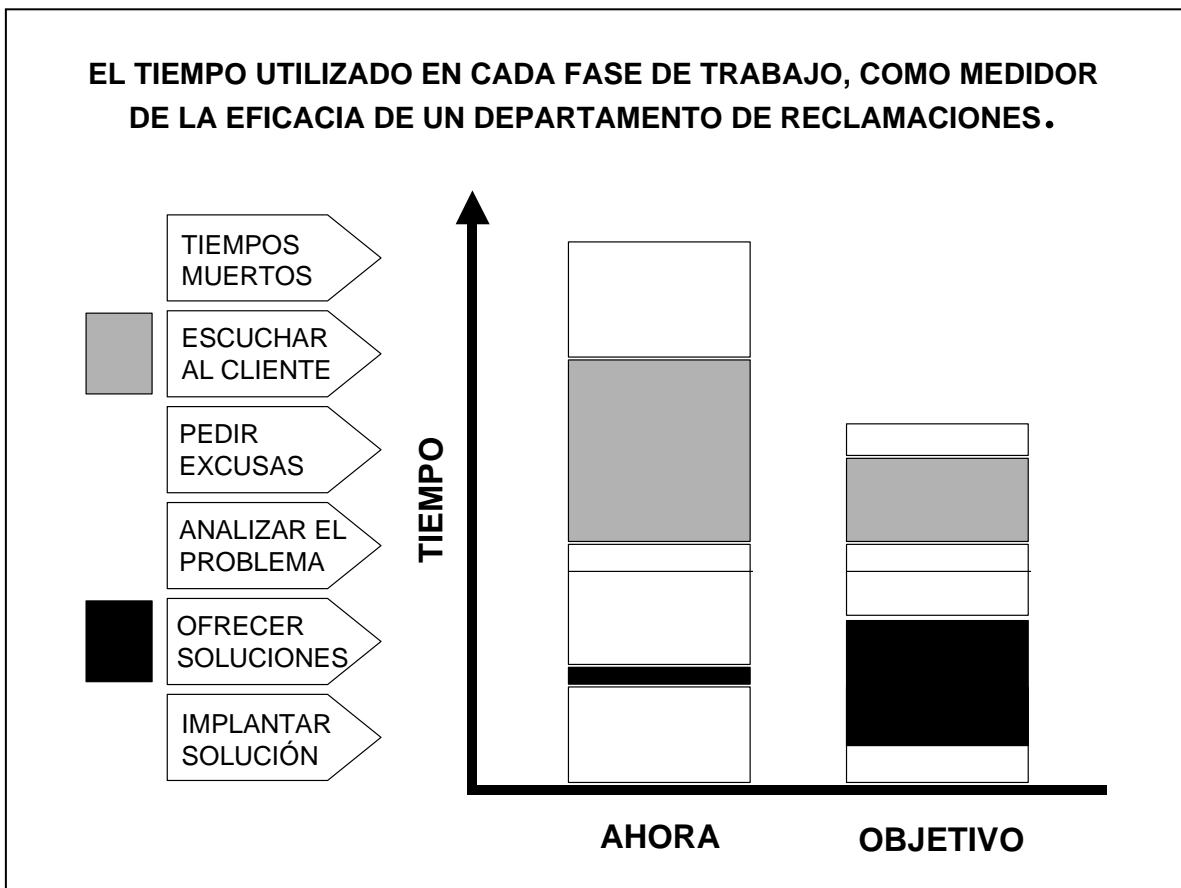 EL TIEMPO UTILIZADO EN CADA FASE DE TRABAJO, COMO MEDIDOR
DE LA EFICACIA DE UN DEPARTAMENTO DE RECLAMACIONES.
TIEMPOS
MUERTOS
ESCUCHAR
AL CLIENTE
PEDIR
EXCUSAS
ANALIZAR EL
PROBLEMA
OFRECER
SOLUCIONES
IMPLANTAR
SOLUCIÓN
TIEMPO
AHORA
OBJETIVO